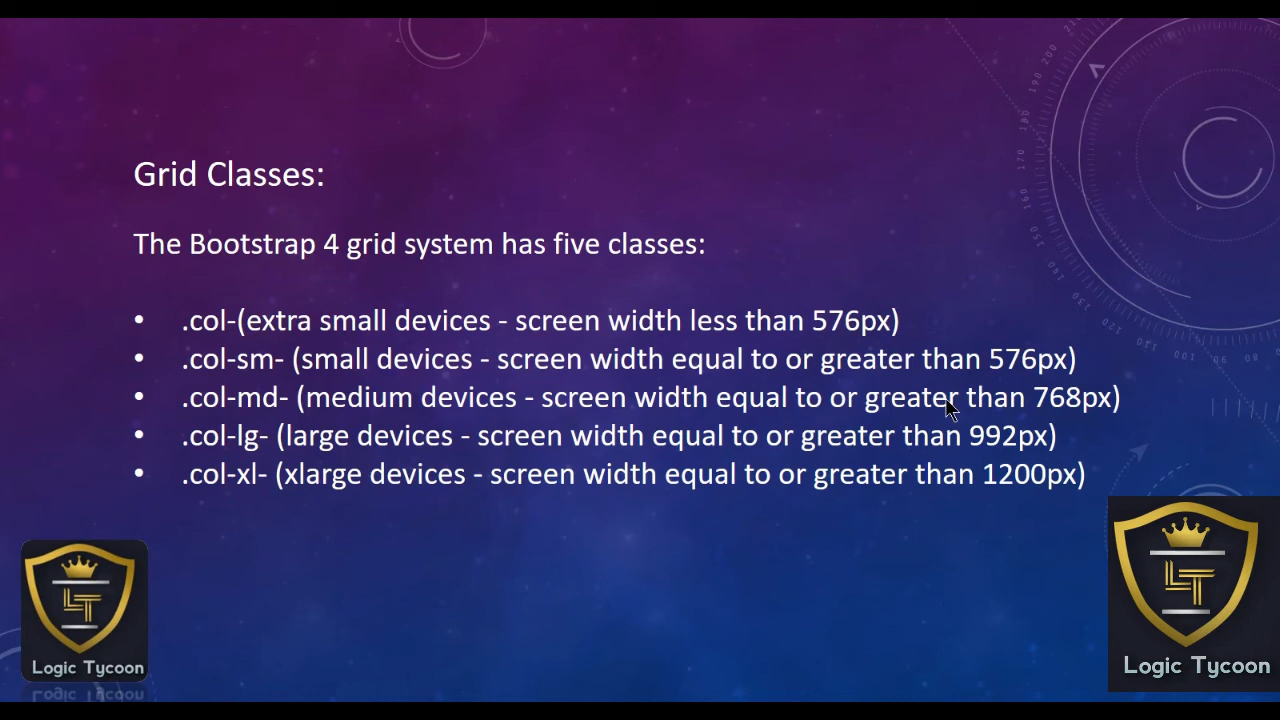 Grid Classes:
The Bootstrap 4 grid system has five classes:
• .col-(extra small devices - screen width less than 576px)
• .col-sm- (small devices - screen width equal to or greater than 576px)
• .col-md- (medium devices - screen width equal to or greater than 768px)
• .col-lg- (large devices - screen width equal to or greater than 992px)
• .col-xl- (xlarge devices - screen width equal to or greater than 1200px)
LT
Logic Tycoon
LT
Logic Tycoon